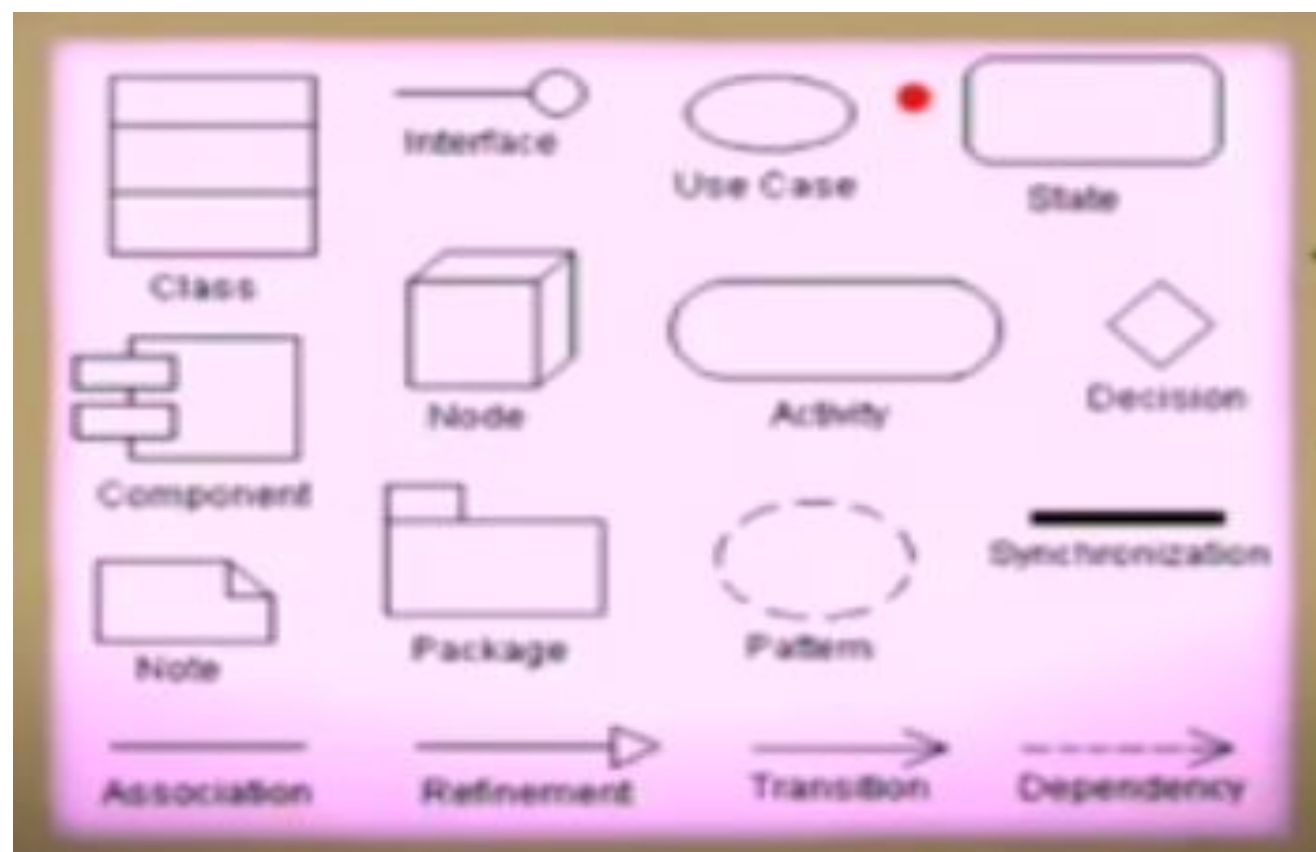 Interface
Use Case
State
Class
Node
Activity
Decision
Component
Synchronization
Package
Pattern
Note
Association
Refinement
Transition
Dependency